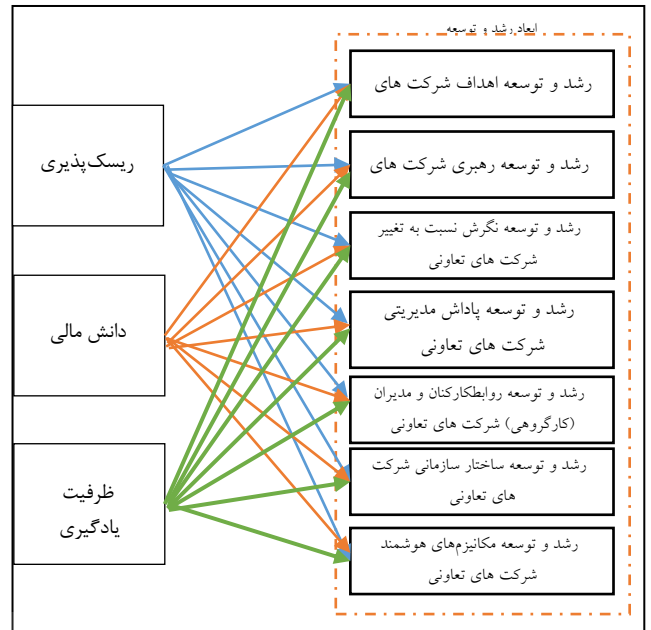 ابعاد رشد و توسعه
رشد و توسعه اهداف شرکت های
رشد و توسعه رهبری شرکت های
رشد و توسعه نگرش نسبت به تغییر
شرکت های تعاونی
رشد و توسعه پاداش مدیریتی
شرکت های تعاونی
رشد و توسعه روابطکارکنان و مدیران
(کارگروهی) شرکت های تعاونی
رشد و توسعه ساختار سازمانی شرکت
های تعاونی
رشد و توسعه مکانیزم‌های هوشمند
شرکت های تعاونی
ریسک‌پذیری
دانش مالی
ظرفیت
یادگیری